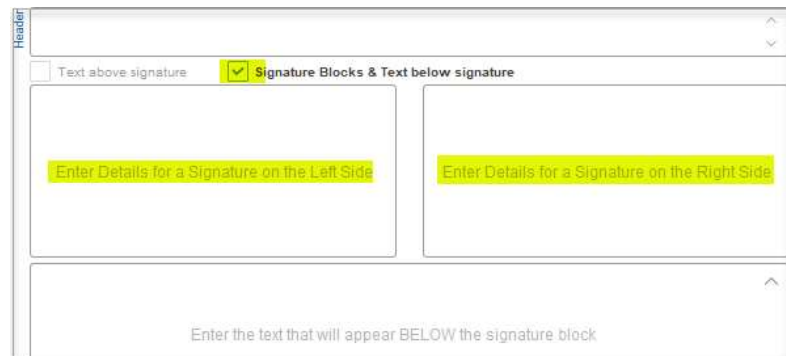 Header
Text above signature
Signature Blocks & Text below signature
Enter Details for a Signature on the Left Side
Enter Details for a Signature on the Right Side
Enter the text that will appear BELOW the signature block